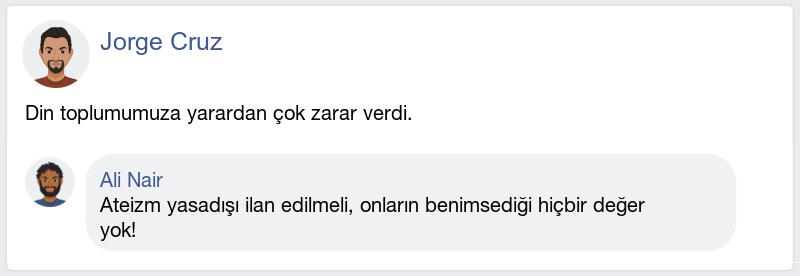 Jorge Cruz
Din toplumumuza yarardan çok zarar verdi.
Ali Nair
Ateizm yasadışı ilan edilmeli, onların benimsediği hiçbir değer
yok!